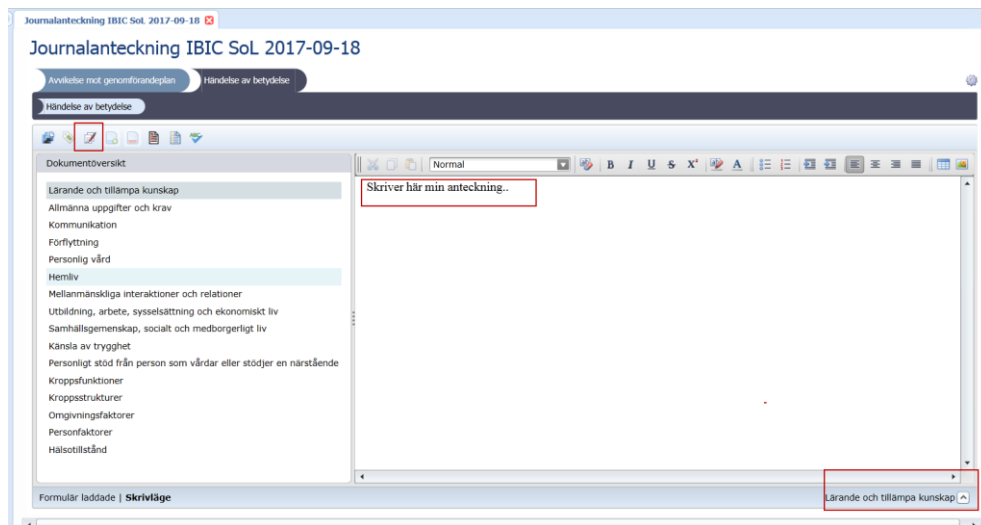 Journalanteckning IBIC SoL 2017-09-18
Journalanteckning IBIC SoL 2017-09-18
Avvikelse mot genomförandeplan
Händelse av betydelse
Händelse av betydelse
Dokumentöversikt
Normal
B I U S X² A
Lärande och tillämpa kunskap
Skriver här min anteckning..
Allmänna uppgifter och krav
Kommunikation
Förflyttning
Personlig vård
Hemliv
Mellanmänskliga interaktioner och relationer
Utbildning, arbete, sysselsättning och ekonomiskt liv
Samhällsgemenskap, socialt och medborgerligt liv
Känsla av trygghet
Personligt stöd från person som vårdar eller stödjer en närstående
Kroppsfunktioner
Kroppsstrukturer
Omgivningsfaktorer
Personfaktorer
Hälsotillstånd
Formulär laddade | Skrivläge
Lärande och tillämpa kunskap